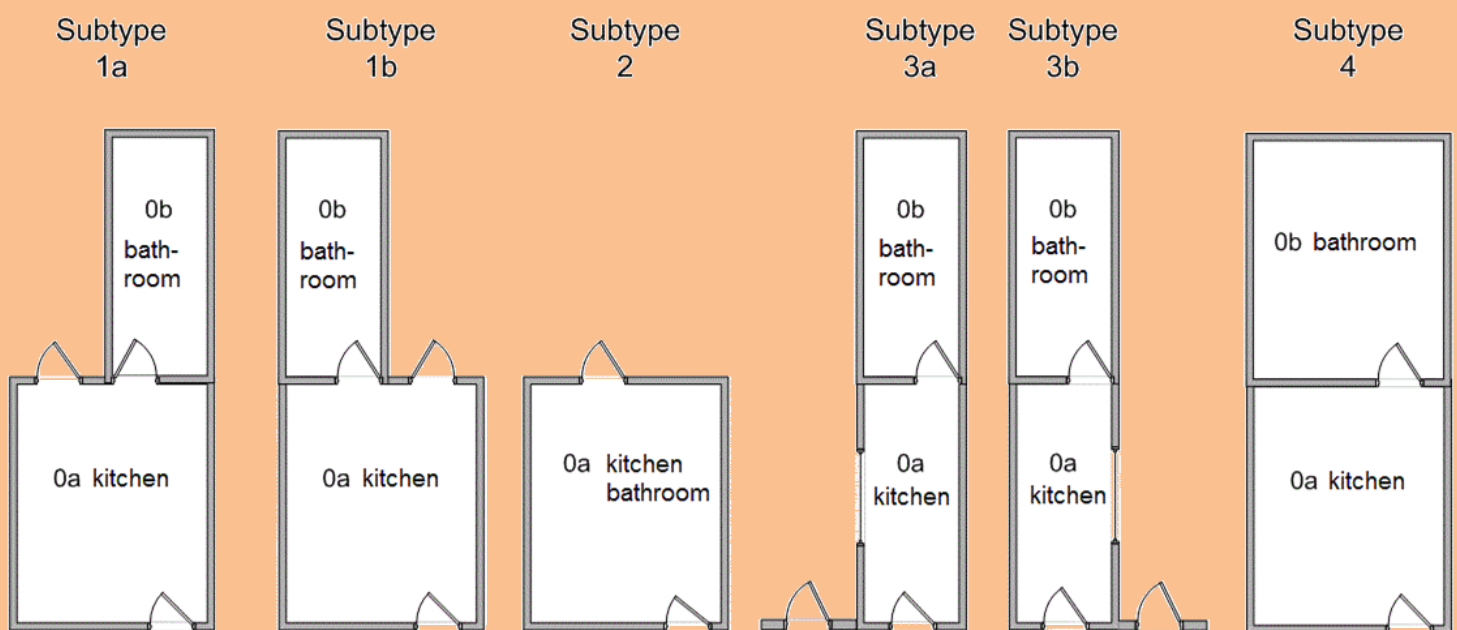 Subtype
1a
Subtype
1b
Subtype
2
Subtype
3a
Subtype
3b
Subtype
4
0b
bath-
room
0a kitchen
0b
bath-
room
0a kitchen
0a kitchen
bathroom
0b
bath-
room
0a
kitchen
0b
bath-
room
0a
kitchen
0b bathroom
0a kitchen